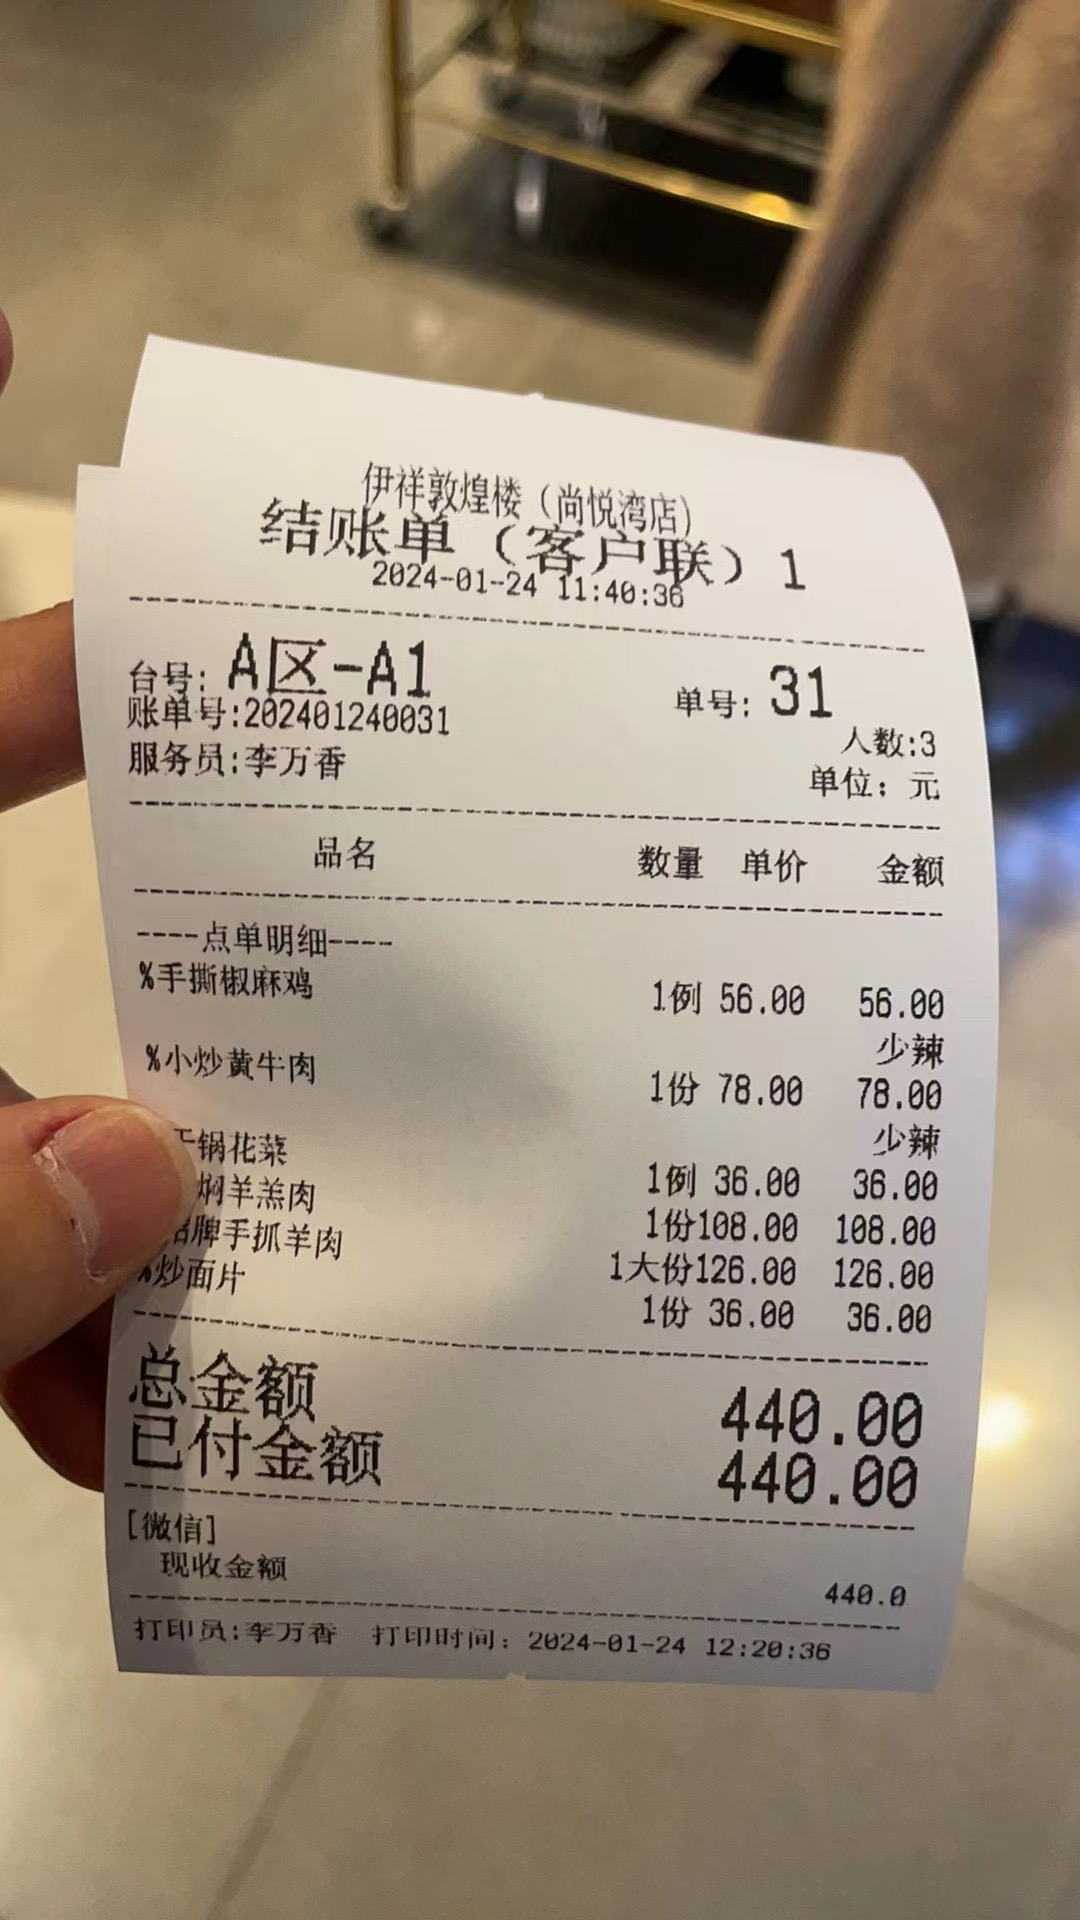 伊祥敦煌楼（尚悦湾店）
结账单（客户联）1
2024-01-24 11:40:36
台号：A区-A1 单号：31
账单号:202401240031
人数:3
服务员:李万香
单位：元
品名 数量 单价 金额
----点单明细----
%手撕椒麻鸡
1例 56.00 56.00
少辣
%小炒黄牛肉
1份 78.00 78.00
少辣
干锅花菜
1例 36.00 36.00
焖羊羔肉
1份108.00 108.00
招牌手抓羊肉
1大份126.00 126.00
%炒面片
1份 36.00 36.00
总金额 440.00
已付金额 440.00
[微信]
现收金额 440.0
打印员:李万香 打印时间：2024-01-24 12:20:36